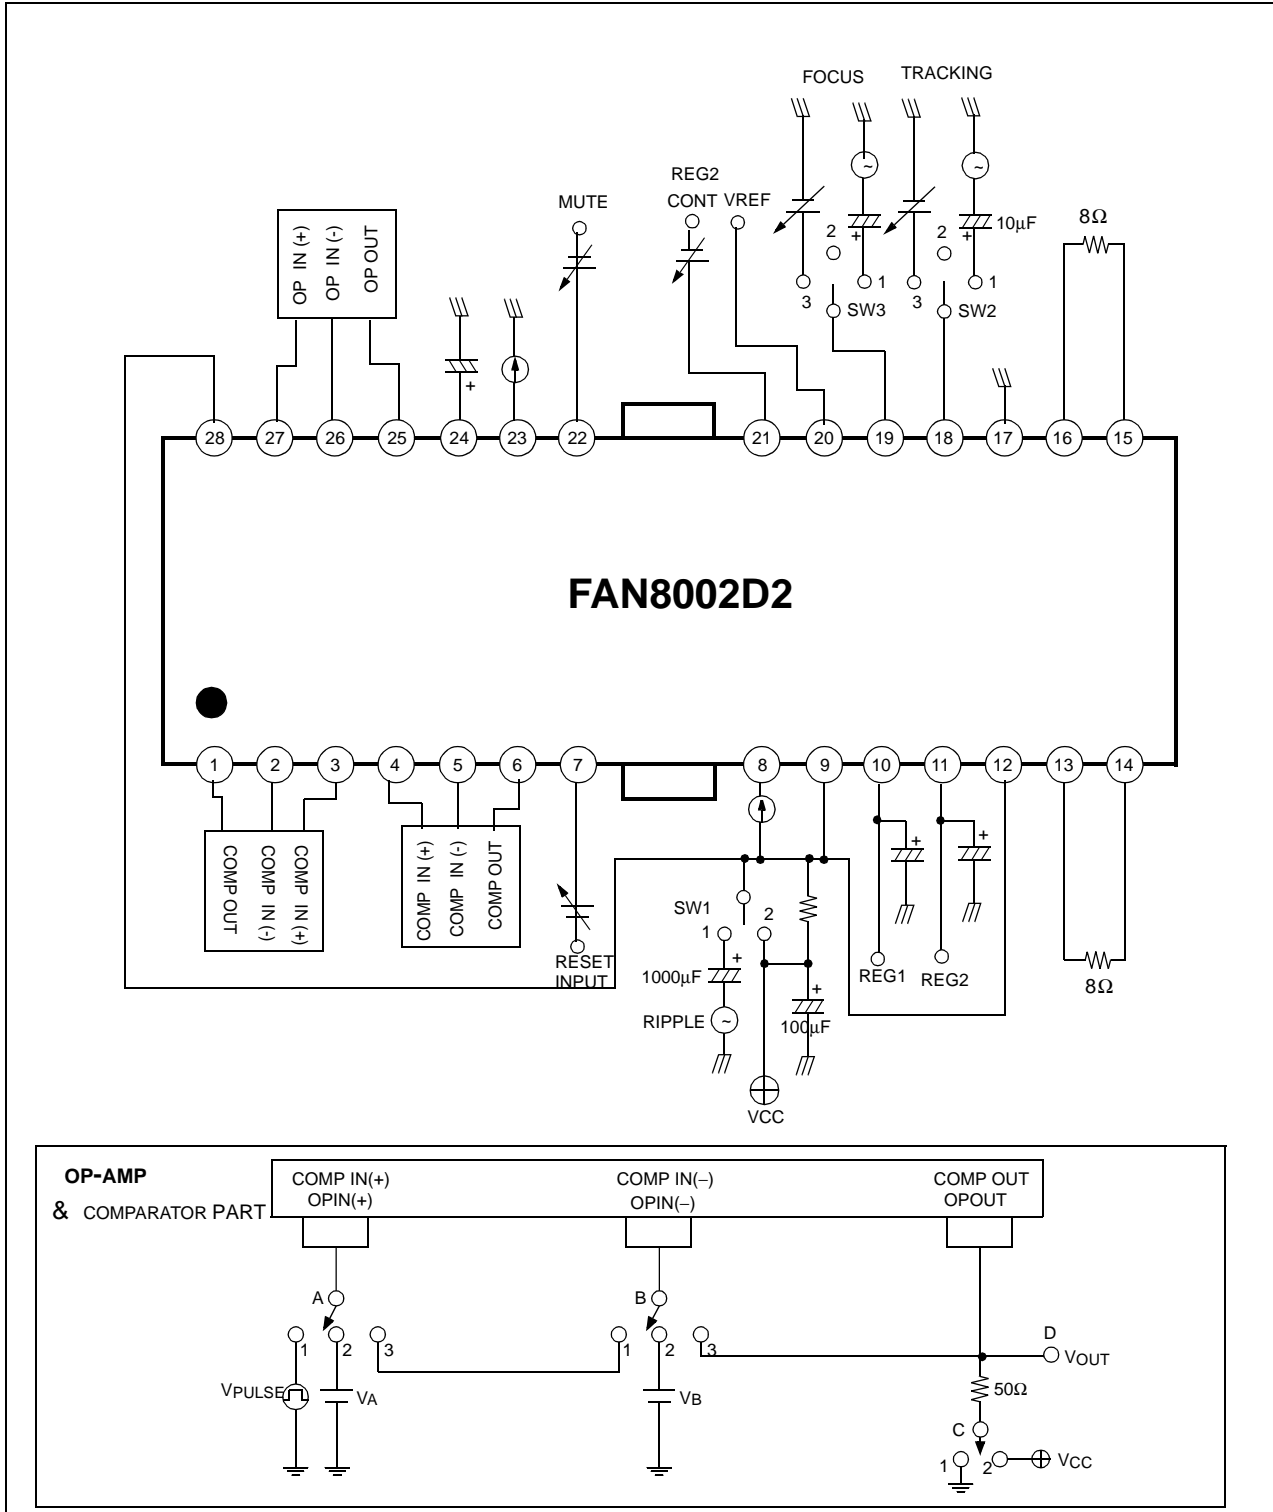 FOCUS TRACKING
REG2
MUTE CONT VREF
OP IN (+)
OP IN (-)
OP OUT
2 + 2 + 10µF 8Ω
3 1 SW3 3 1 SW2
+
28 27 26 25 24 23 22 21 20 19 18 17 16 15
FAN8002D2
1 2 3 4 5 6 7 8 9 10 11 12 13 14
COMP OUT
COMP IN (-)
COMP IN (+)
COMP IN (+)
COMP IN (-)
COMP OUT
+ +
SW1 2
1
RESET
INPUT
+
1000µF
REG1 REG2
8Ω
+
RIPPLE ~ 100µF
VCC
OP-AMP
& COMPARATOR PART
COMP IN(+) COMP IN(−) COMP OUT
OPIN(+) OPIN(−) OPOUT
A B
1 2 3 1 2 3
D
VOUT
VPULSE VA VB 50Ω
C
1 2 VCC